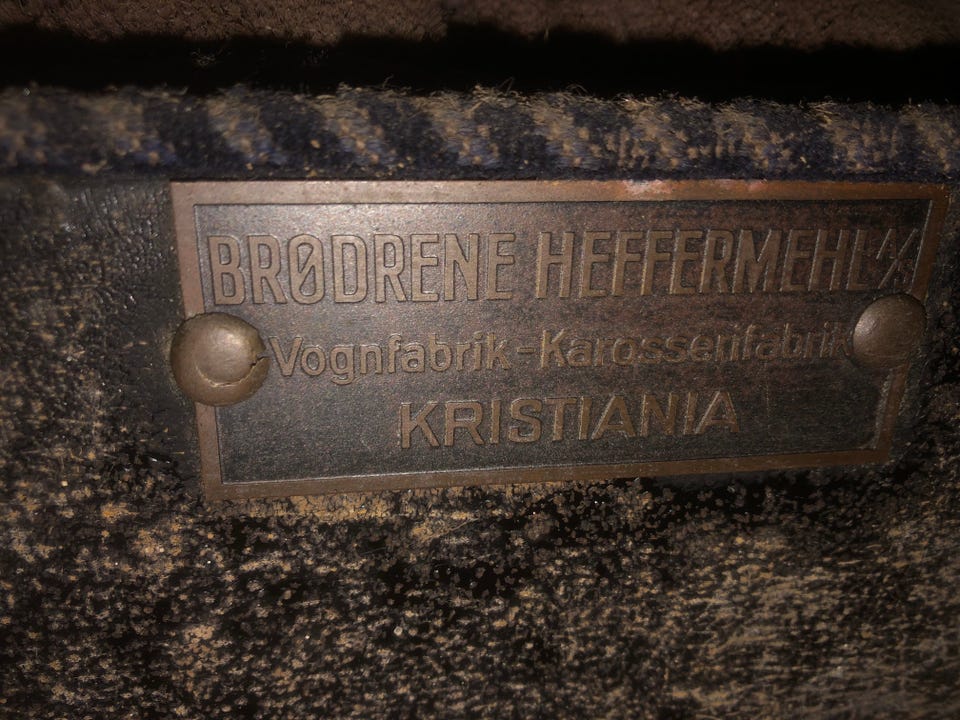 BRØDRENE HEFFERMEHL A/S
Vognfabrik-Karosserifabrik
KRISTIANIA